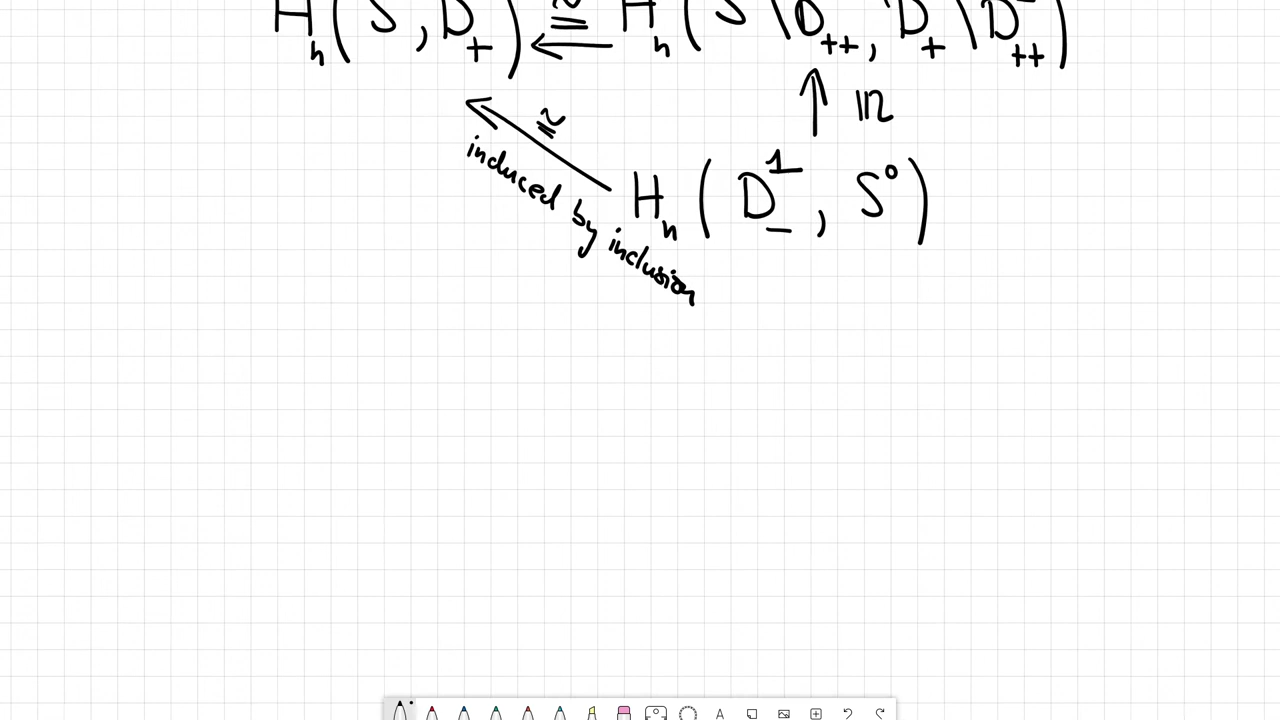 H_n(S, D_+) ≅ H_n(S \ D_++, D_+ \ D_++)
≅ ↑ ≅
induced by inclusion
H_n(D^1_-, S^0)